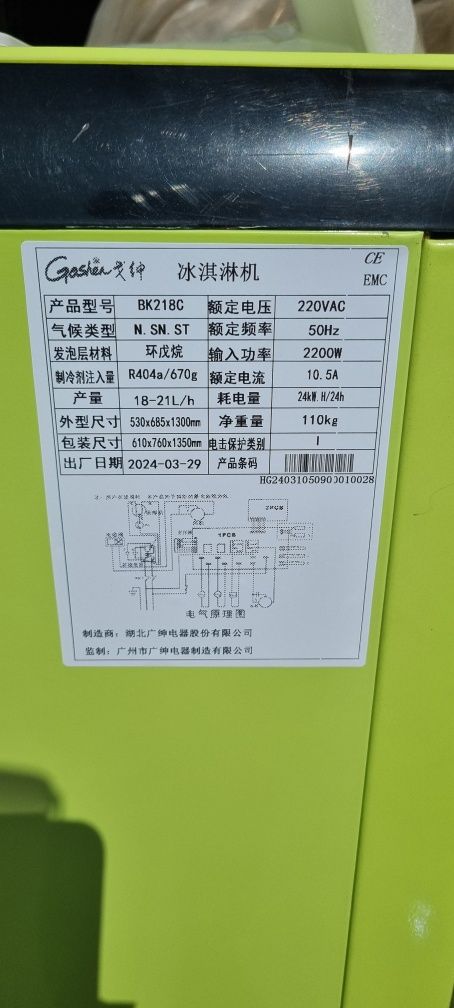 Goshen 戈绅 冰淇淋机 CE
EMC
产品型号 BK218C 额定电压 220VAC
气候类型 N.SN.ST 额定频率 50Hz
发泡层材料 环戊烷 输入功率 2200W
制冷剂注入量 R404a/670g 额定电流 10.5A
产量 18-21L/h 耗电量 24kW.H/24h
外型尺寸 530x685x1300mm 净重量 110kg
包装尺寸 610x760x1350mm 电击保护类别 I
出厂日期 2024-03-29 产品条码
HG2403105090J010028
2PCB
1PCB
电气原理图
制造商：湖北广绅电器股份有限公司
监制：广州市广绅电器制造有限公司